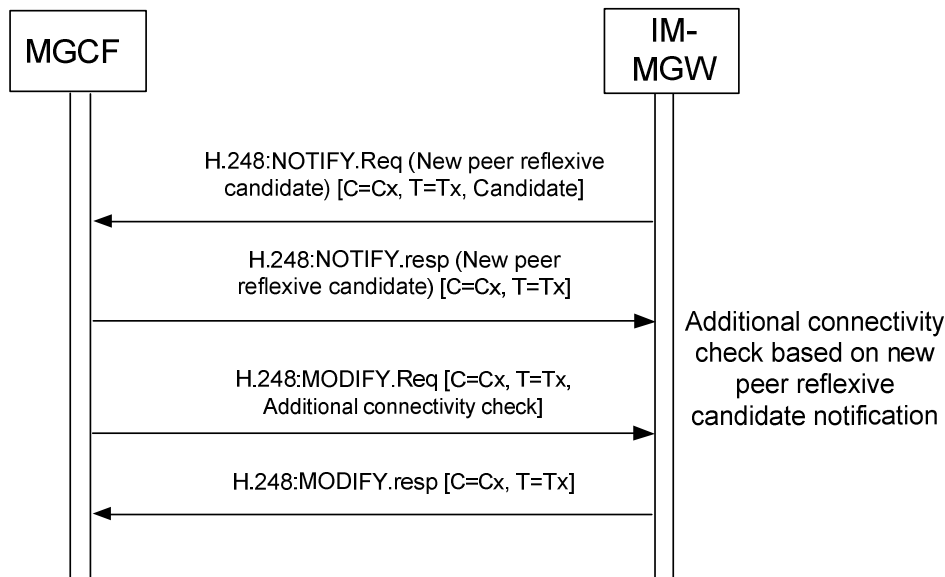 MGCF
IM-
MGW
H.248:NOTIFY.Req (New peer reflexive
candidate) [C=Cx, T=Tx, Candidate]
H.248:NOTIFY.resp (New peer
reflexive candidate) [C=Cx, T=Tx]
H.248:MODIFY.Req [C=Cx, T=Tx,
Additional connectivity check]
H.248:MODIFY.resp [C=Cx, T=Tx]
Additional connectivity
check based on new
peer reflexive
candidate notification